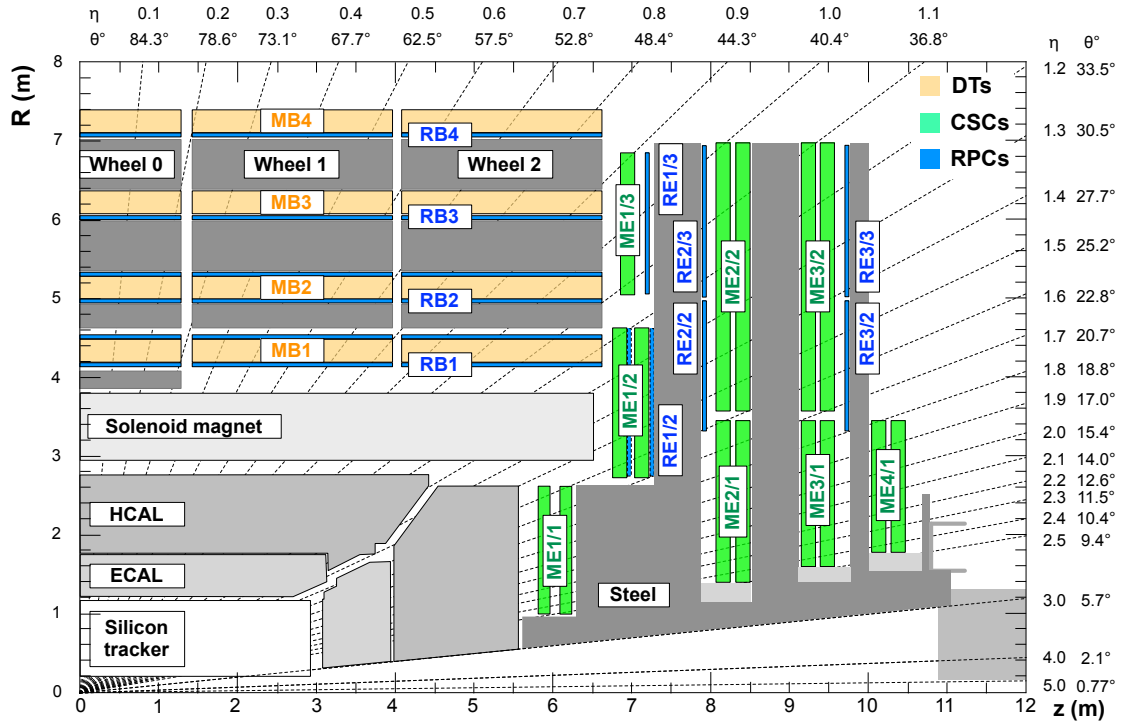 η 0.1 0.2 0.3 0.4 0.5 0.6 0.7 0.8 0.9 1.0 1.1
θ° 84.3° 78.6° 73.1° 67.7° 62.5° 57.5° 52.8° 48.4° 44.3° 40.4° 36.8° η θ°
R (m)
8
7
6
5
4
3
2
1
0
1.2 33.5°
1.3 30.5°
1.4 27.7°
1.5 25.2°
1.6 22.8°
1.7 20.7°
1.8 18.8°
1.9 17.0°
2.0 15.4°
2.1 14.0°
2.2 12.6°
2.3 11.5°
2.4 10.4°
2.5 9.4°
3.0 5.7°
4.0 2.1°
5.0 0.77°
DTs
CSCs
RPCs
MB4
RB4
Wheel 0 Wheel 1 Wheel 2
MB3
RB3
MB2
RB2
MB1
RB1
Solenoid magnet
HCAL
ECAL
Silicon
tracker
Steel
ME1/3
RE1/3
RE2/3
ME2/2
ME3/2
RE3/3
RE2/2
RE3/2
ME1/2
RE1/2
ME2/1
ME3/1
ME4/1
ME1/1
0 1 2 3 4 5 6 7 8 9 10 11 12
z (m)